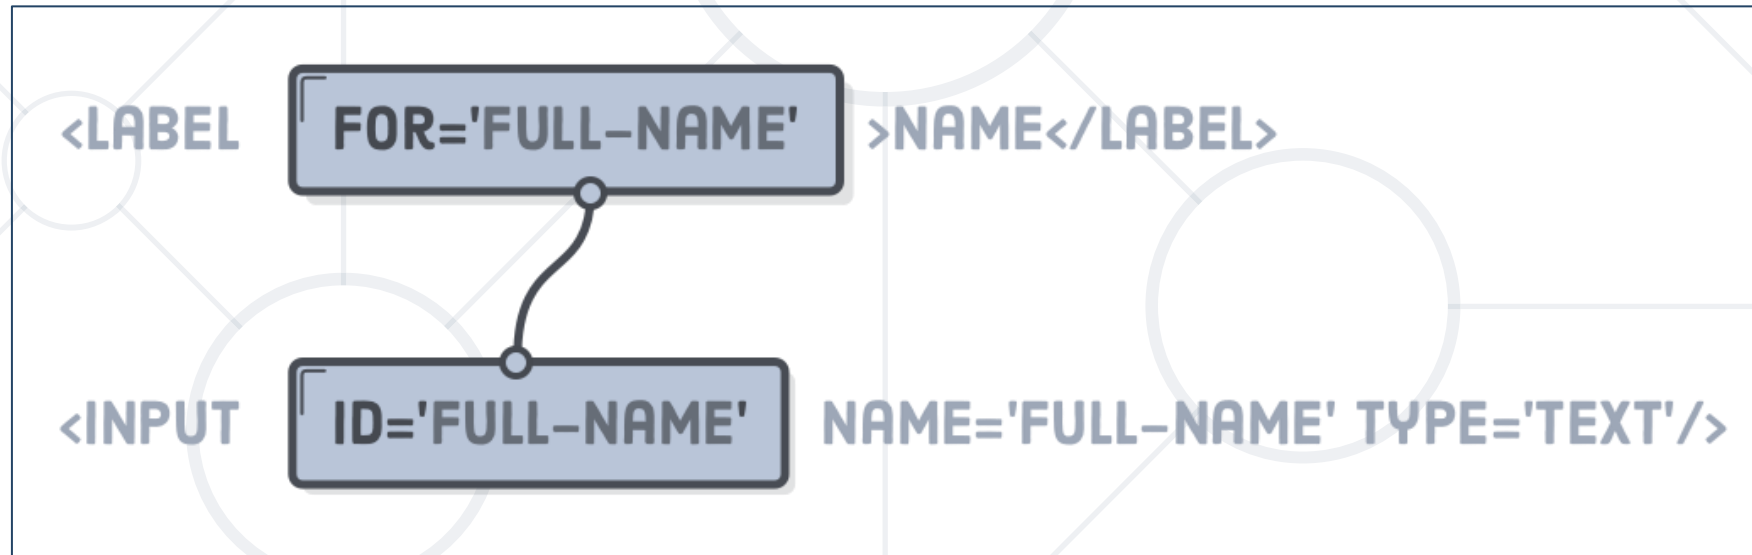 <LABEL FOR='FULL-NAME' >NAME</LABEL>
<INPUT ID='FULL-NAME' NAME='FULL-NAME' TYPE='TEXT'/>